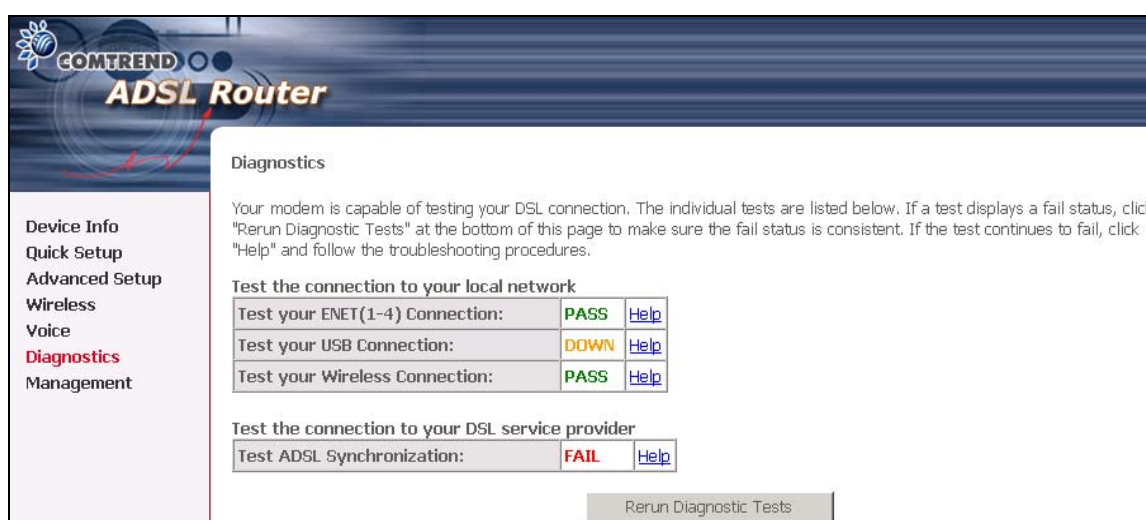 COMTREND
ADSL Router
Device Info
Quick Setup
Advanced Setup
Wireless
Voice
Diagnostics
Management
Diagnostics
Your modem is capable of testing your DSL connection. The individual tests are listed below. If a test displays a fail status, clic
"Rerun Diagnostic Tests" at the bottom of this page to make sure the fail status is consistent. If the test continues to fail, click
"Help" and follow the troubleshooting procedures.
Test the connection to your local network
Test your ENET(1-4) Connection: PASS Help
Test your USB Connection: DOWN Help
Test your Wireless Connection: PASS Help
Test the connection to your DSL service provider
Test ADSL Synchronization: FAIL Help
Rerun Diagnostic Tests